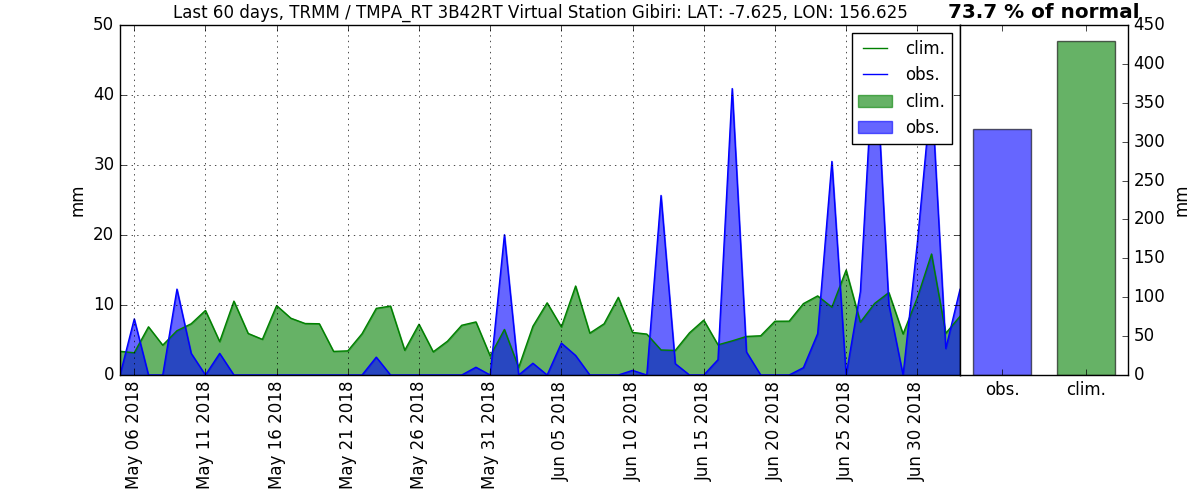 Last 60 days, TRMM / TMPA_RT 3B42RT Virtual Station Gibiri: LAT: -7.625, LON: 156.625
73.7 % of normal
50
40
30
20
10
0
mm
clim.
obs.
clim.
obs.
May 06 2018
May 11 2018
May 16 2018
May 21 2018
May 26 2018
May 31 2018
Jun 05 2018
Jun 10 2018
Jun 15 2018
Jun 20 2018
Jun 25 2018
Jun 30 2018
450
400
350
300
250
200
150
100
50
0
mm
obs.
clim.